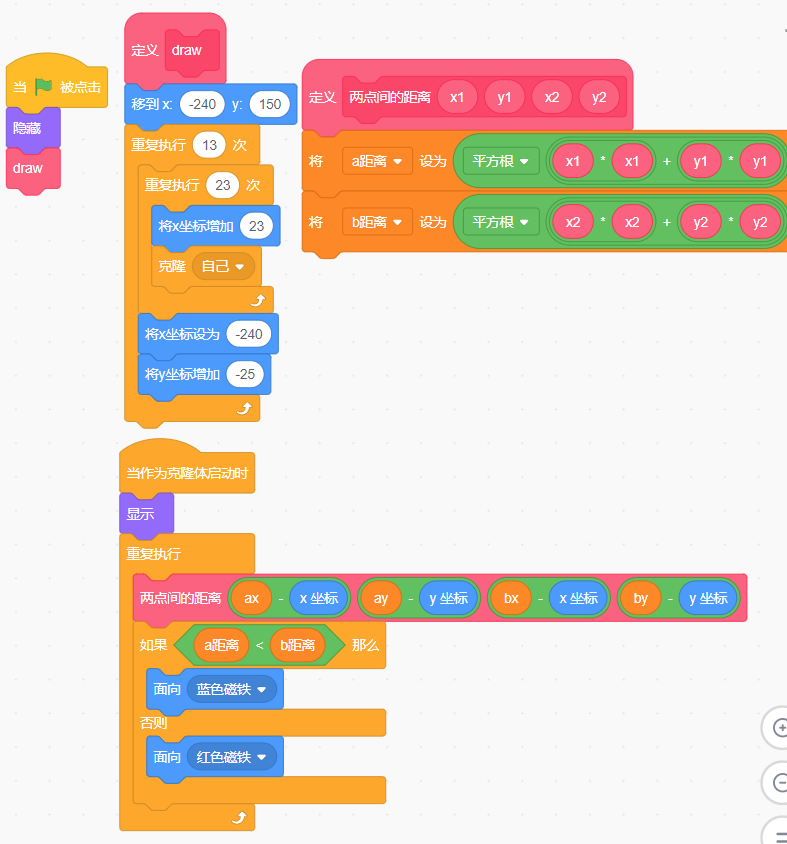 当 被点击
隐藏
draw
定义 draw
移到 x: -240 y: 150
重复执行 13 次
重复执行 23 次
将x坐标增加 23
克隆 自己
将x坐标设为 -240
将y坐标增加 -25
定义 两点间的距离 x1 y1 x2 y2
将 a距离 设为 平方根 x1 * x1 + y1 * y1
将 b距离 设为 平方根 x2 * x2 + y2 * y2
当作为克隆体启动时
显示
重复执行
两点间的距离 ax - x 坐标 ay - y 坐标 bx - x 坐标 by - y 坐标
如果 a距离 < b距离 那么
面向 蓝色磁铁
否则
面向 红色磁铁